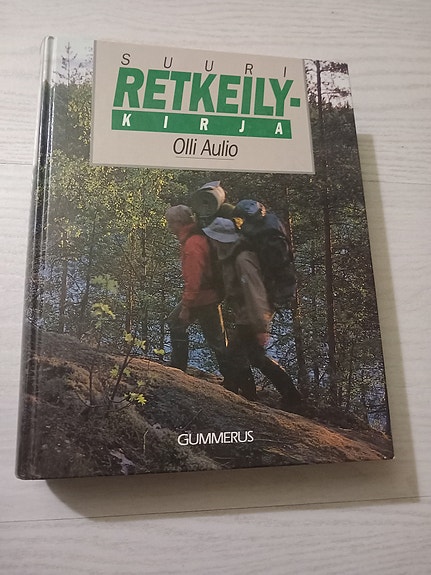 SUURI
RETKEILY-
KIRJA
Olli Aulio
GUMMERUS